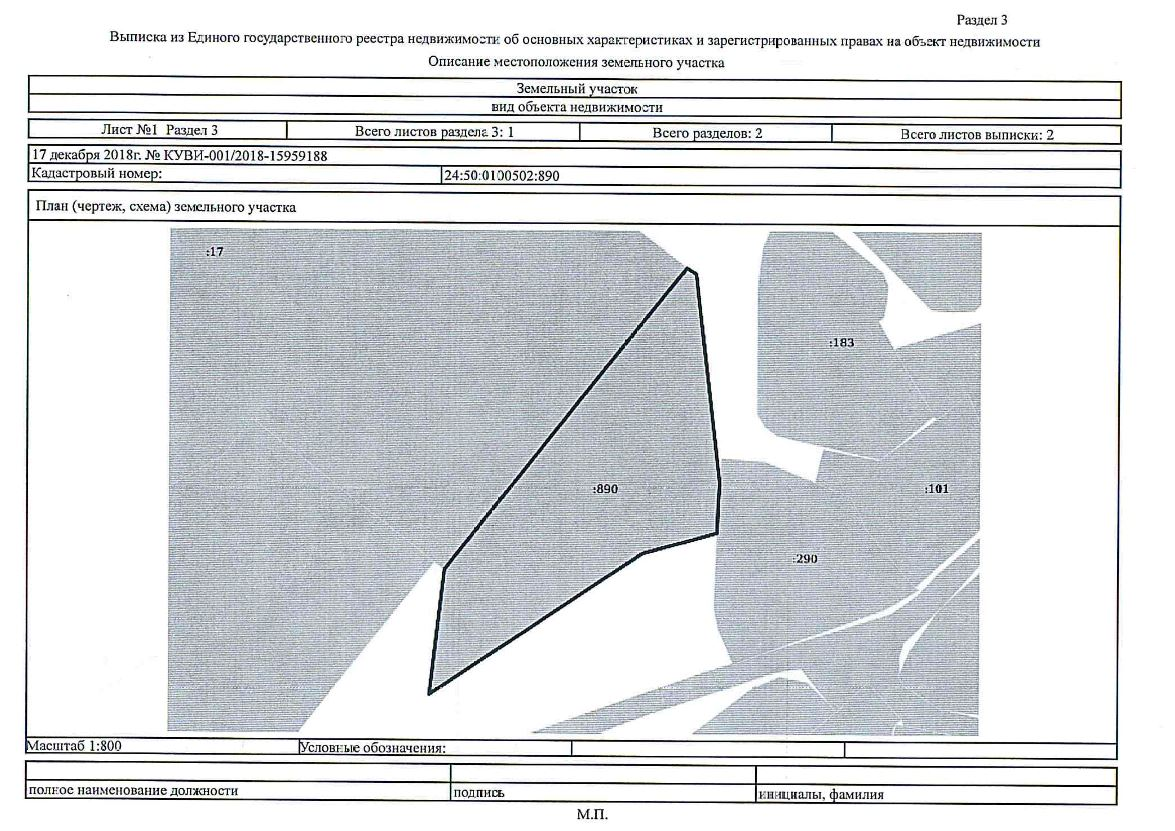 Раздел 3
Выписка из Единого государственного реестра недвижимости об основных характеристиках и зарегистрированных правах на объект недвижимости
Описание местоположения земельного участка
Земельный участок
вид объекта недвижимости
Лист №1 Раздел 3 Всего листов раздела 3: 1 Всего разделов: 2 Всего листов выписки: 2
17 декабря 2018г. № КУВИ-001/2018-15959188
Кадастровый номер: 24:50:0100502:890
План (чертеж, схема) земельного участка
:17
:183
:890
:101
:290
Масштаб 1:800 Условные обозначения:
полное наименование должности подпись инициалы, фамилия
М.П.